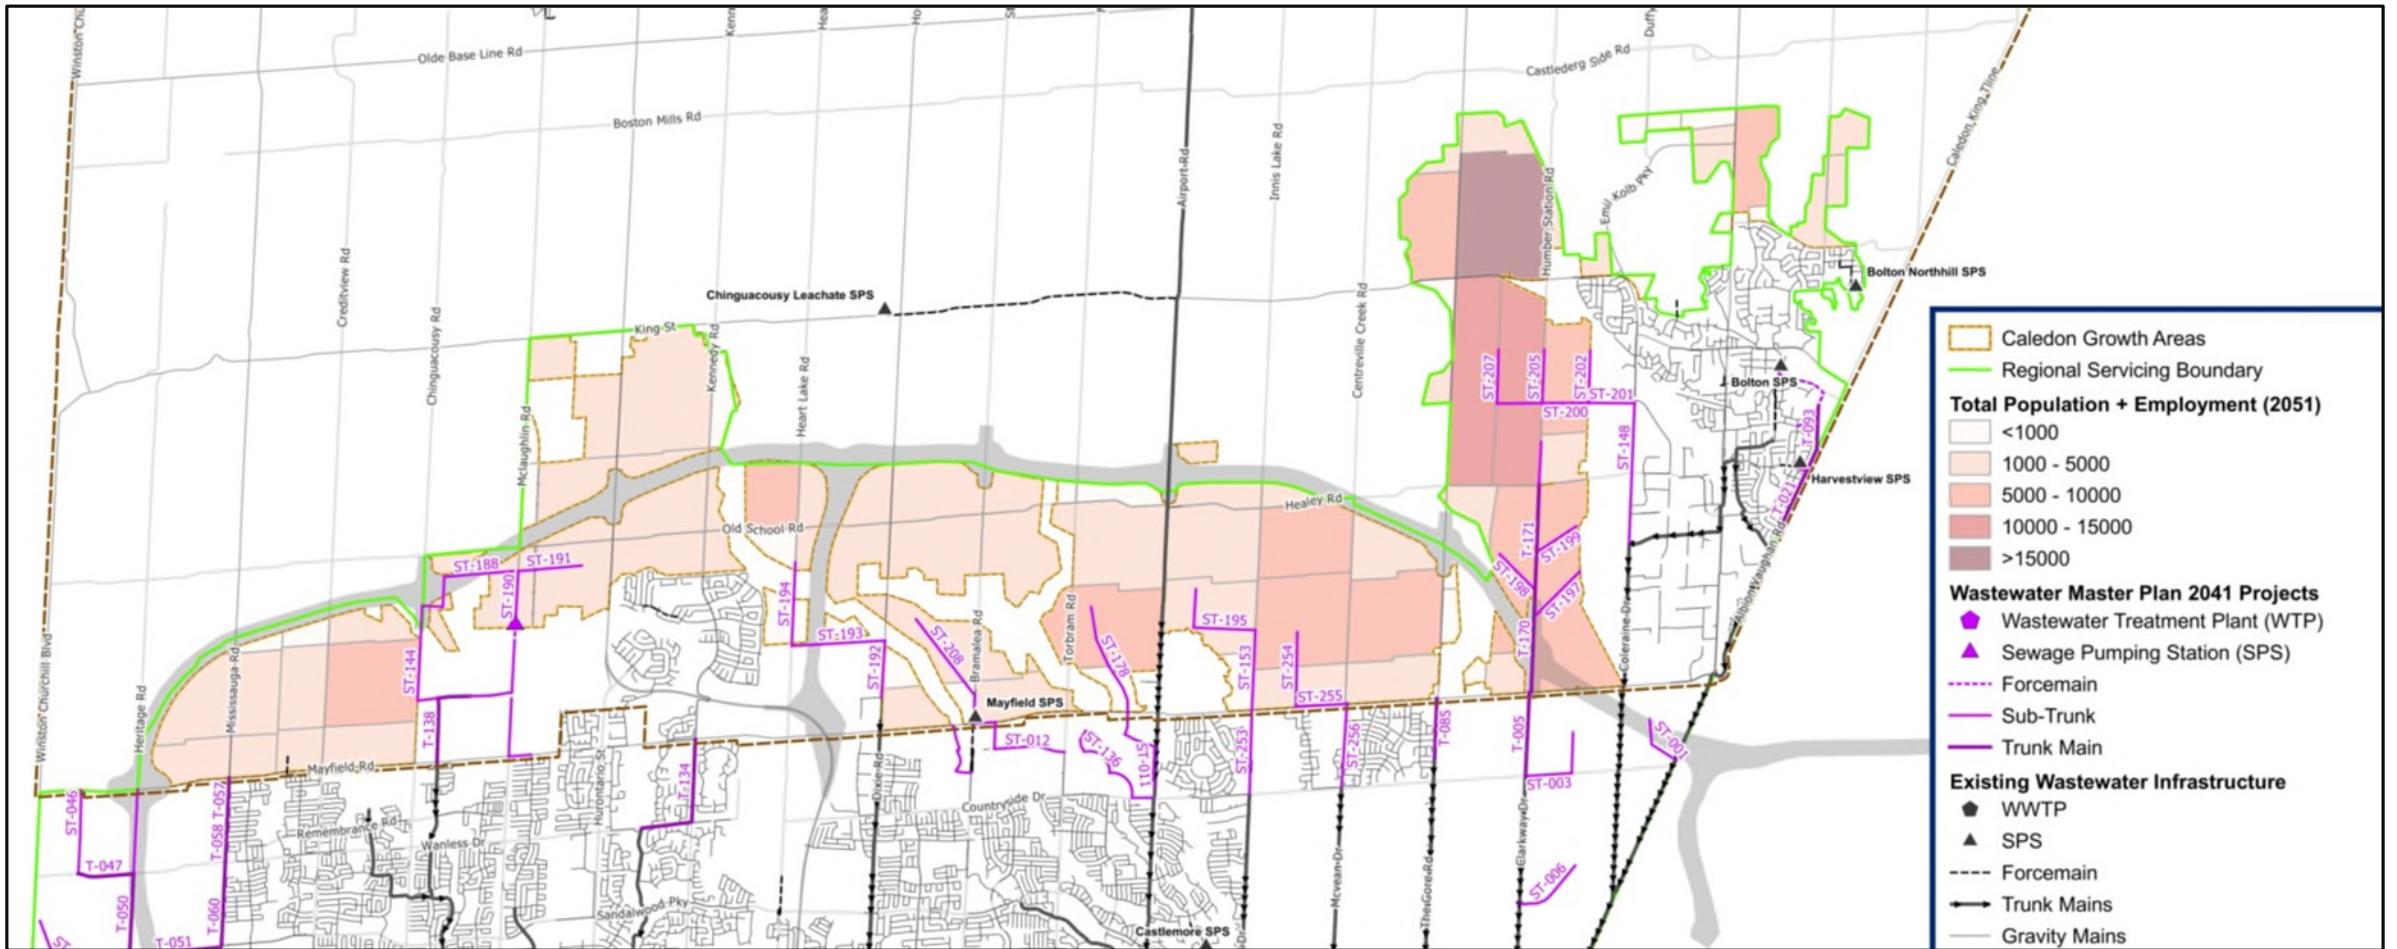 Olde Base Line Rd
Castlederg Side Rd
Boston Mills Rd
Airport Rd
Innis Lake Rd
Caledon King Tline
Humber Station Rd
Emil Kolb Pky
Creditview Rd
Chinguacousy Rd
Chinguacousy Leachate SPS
Bolton Northhill SPS
Centreville Creek Rd
King St
Kennedy Rd
Heart Lake Rd
Mclaughlin Rd
ST-207
ST-205
ST-202
ST-201
ST-200
ST-148
Bolton SPS
T-093
Harvestview SPS
T-021
Healey Rd
Old School Rd
T-171
ST-199
ST-198
ST-197
T-170
ST-188
ST-191
ST-190
ST-194
ST-193
ST-192
ST-208
Bramalea Rd
Torbram Rd
ST-178
ST-195
ST-153
ST-254
ST-255
Coleraine Dr
Albion Vaughan Rd
Winston Churchill Blvd
Heritage Rd
Mississauga Rd
ST-144
T-138
Mayfield SPS
Mayfield Rd
Hurontario St
T-134
Dixie Rd
ST-012
ST-136
ST-011
ST-253
ST-256
T-085
T-005
ST-003
ST-001
ST-046
T-047
T-050
T-057
T-058
T-060
T-051
Remembrance Rd
Wanless Dr
Sandalwood Pky
Countryside Dr
Castlemore SPS
Mcvean Dr
The Gore Rd
Clarkway Dr
ST-006
Caledon Growth Areas
Regional Servicing Boundary
Total Population + Employment (2051)
<1000
1000 - 5000
5000 - 10000
10000 - 15000
>15000
Wastewater Master Plan 2041 Projects
Wastewater Treatment Plant (WTP)
Sewage Pumping Station (SPS)
Forcemain
Sub-Trunk
Trunk Main
Existing Wastewater Infrastructure
WWTP
SPS
Forcemain
Trunk Mains
Gravity Mains